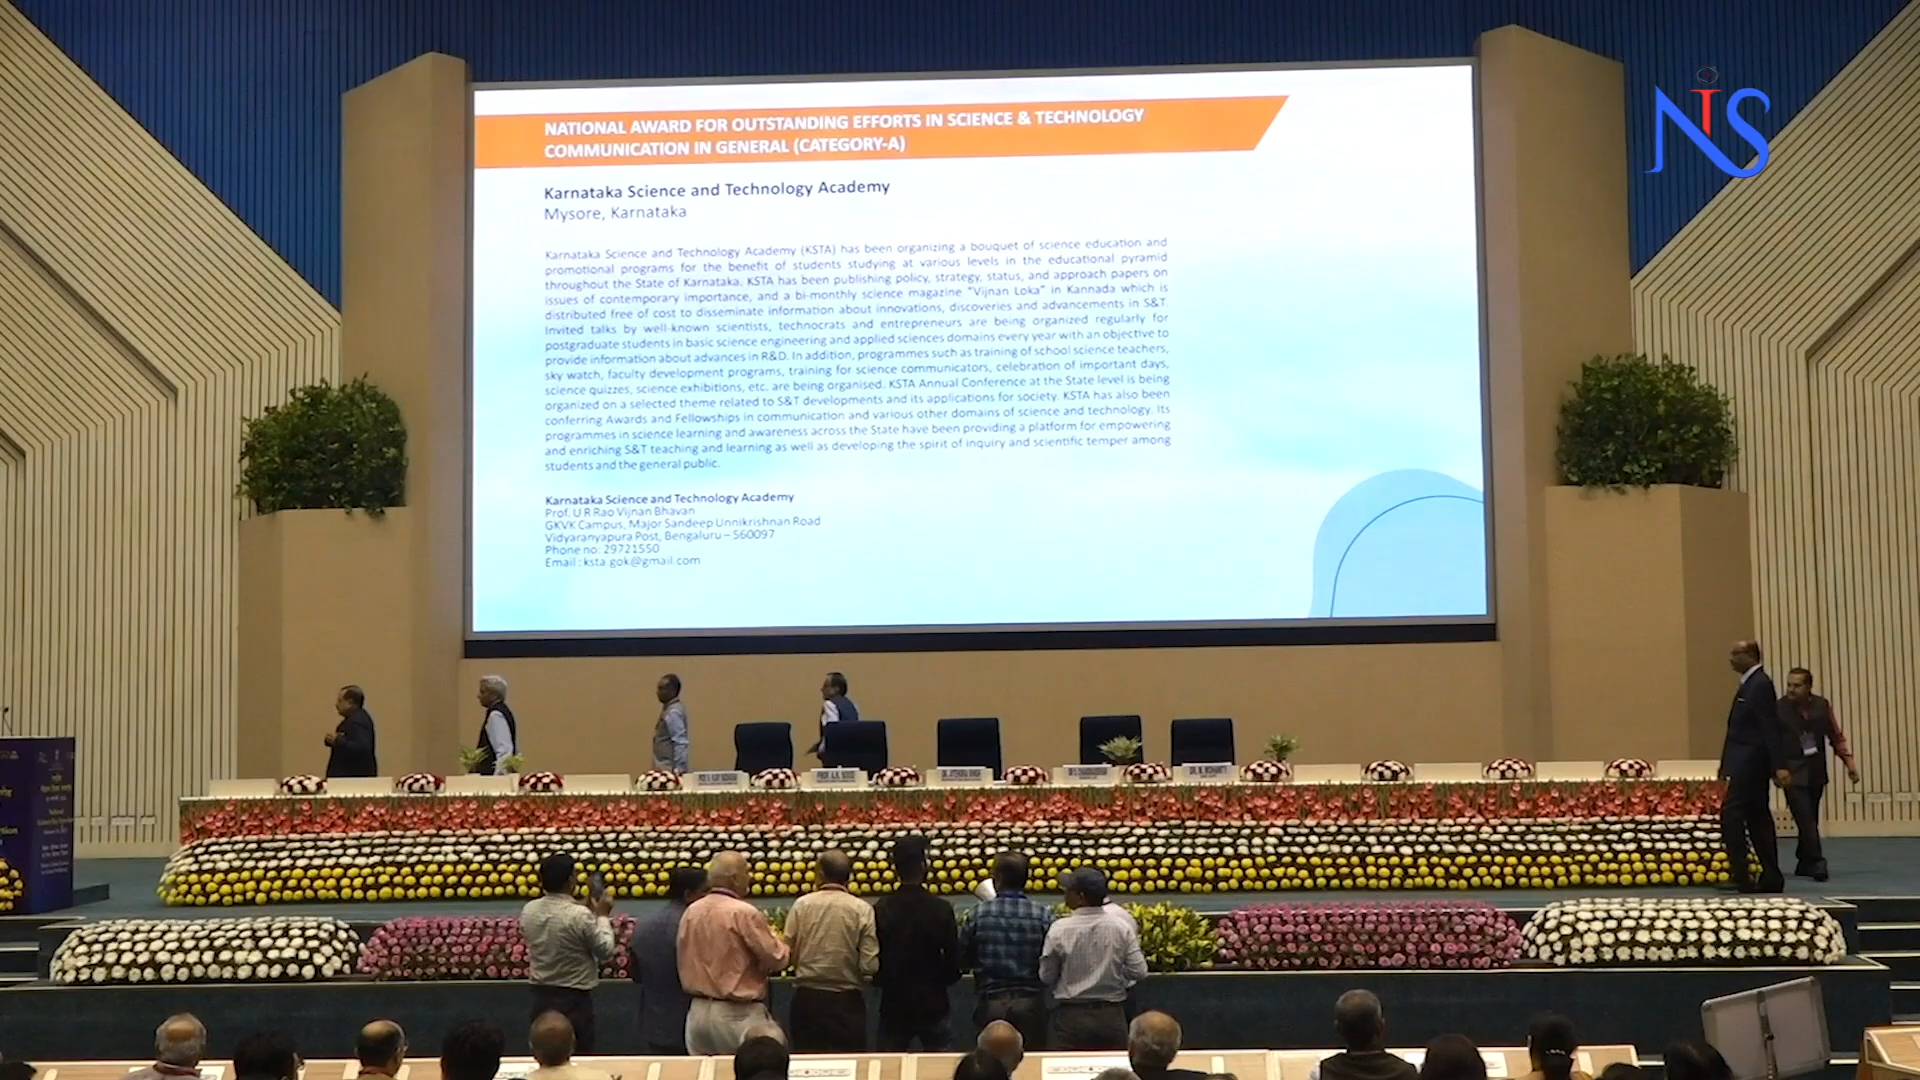 NIS
NATIONAL AWARD FOR OUTSTANDING EFFORTS IN SCIENCE & TECHNOLOGY
COMMUNICATION IN GENERAL (CATEGORY-A)
Karnataka Science and Technology Academy
Mysore, Karnataka
Karnataka Science and Technology Academy (KSTA) has been organizing a bouquet of science education and
promotional programs for the benefit of students studying at various levels in the educational pyramid
throughout the State of Karnataka. KSTA has been publishing policy, strategy, status, and approach papers on
issues of contemporary importance, and a bi-monthly science magazine "Vijnan Loka" in Kannada which is
distributed free of cost to disseminate information about innovations, discoveries and advancements in S&T.
Invited talks by well-known scientists, technocrats and entrepreneurs are being organized regularly for
postgraduate students in basic science engineering and applied sciences domains every year with an objective to
provide information about advances in R&D. In addition, programmes such as training of school science teachers,
sky watch, faculty development programs, training for science communicators, celebration of important days,
science quizzes, science exhibitions, etc. are being organised. KSTA Annual Conference at the State level is being
organized on a selected theme related to S&T developments and its applications for society. KSTA has also been
conferring Awards and Fellowships in communication and various other domains of science and technology. Its
programmes in science learning and awareness across the State have been providing a platform for empowering
and enriching S&T teaching and learning as well as developing the spirit of inquiry and scientific temper among
students and the general public.
Karnataka Science and Technology Academy
Prof. U R Rao Vijnan Bhavan
GKVK Campus, Major Sandeep Unnikrishnan Road
Vidyaranyapura Post, Bengaluru – 560097
Phone no: 29721550
Email : ksta.gok@gmail.com